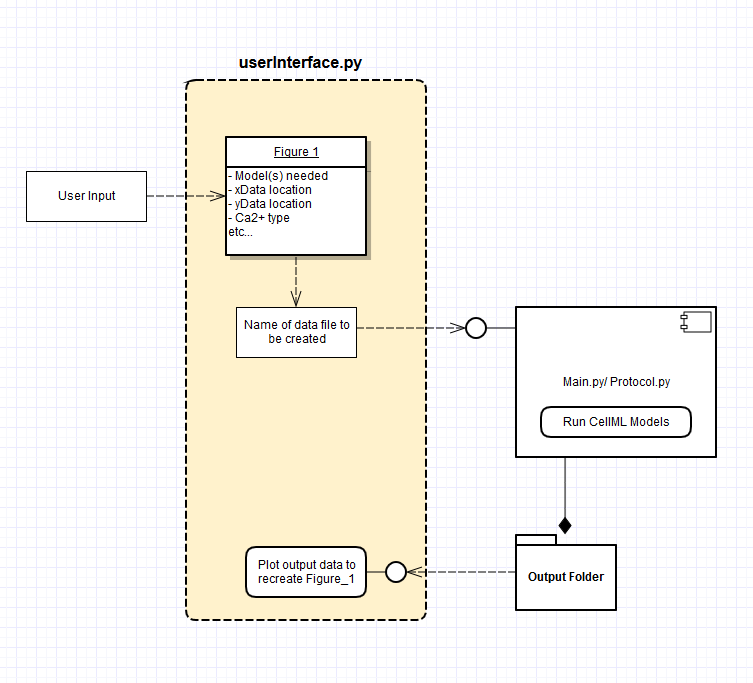 userInterface.py
Figure 1
- Model(s) needed
- xData location
- yData location
- Ca2+ type
etc...
User Input
Name of data file to
be created
Main.py/ Protocol.py
Run CellML Models
Plot output data to
recreate Figure_1
Output Folder